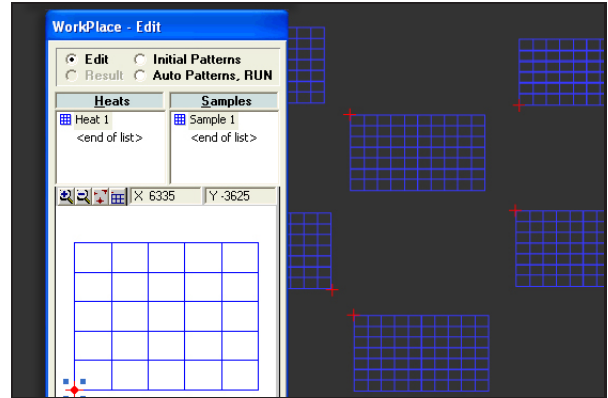 WorkPlace - Edit
Edit Initial Patterns
Result Auto Patterns, RUN
Heats Samples
Heat 1 Sample 1
<end of list> <end of list>
X 6335 Y -3625